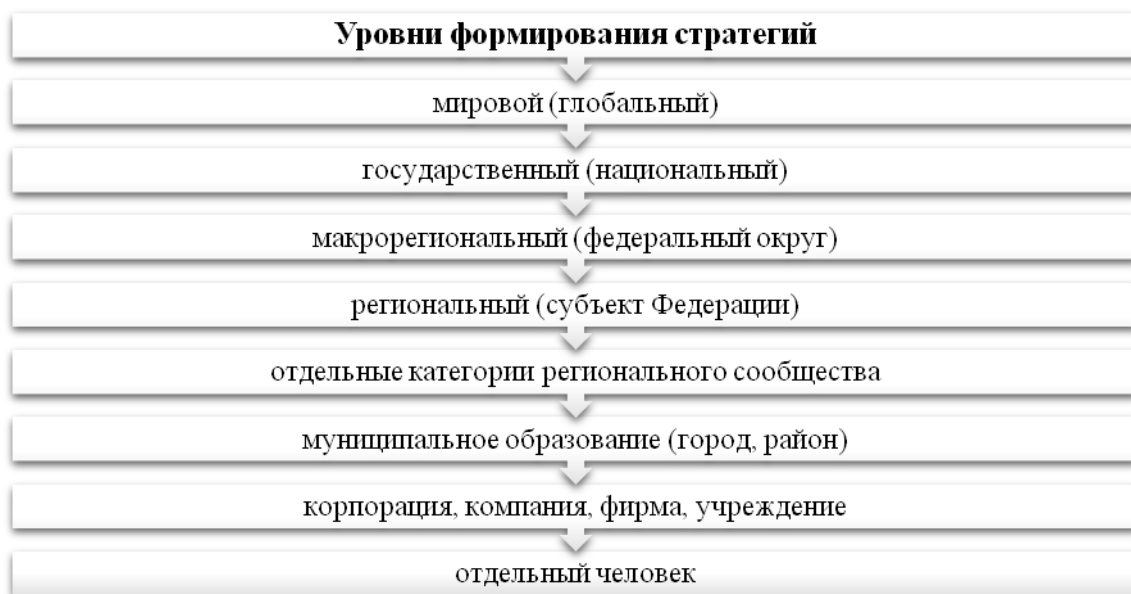 Уровни формирования стратегий
мировой (глобальный)
государственный (национальный)
макрорегиональный (федеральный округ)
региональный (субъект Федерации)
отдельные категории регионального сообщества
муниципальное образование (город, район)
корпорация, компания, фирма, учреждение
отдельный человек